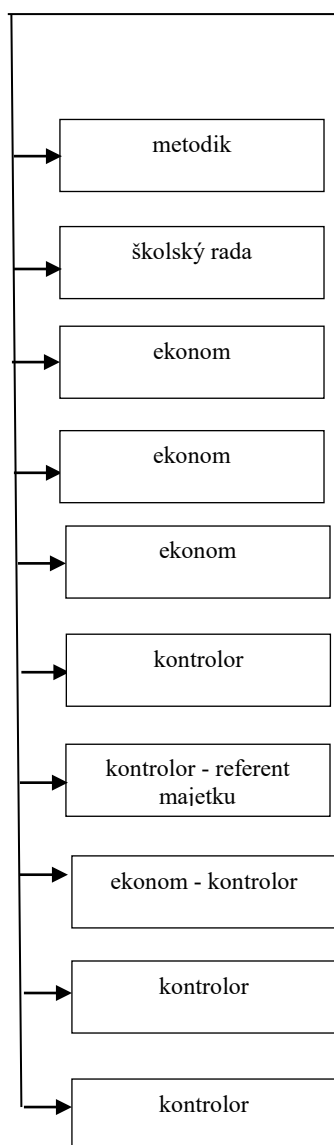 metodik
školský rada
ekonom
ekonom
ekonom
kontrolor
kontrolor - referent
majetku
ekonom - kontrolor
kontrolor
kontrolor